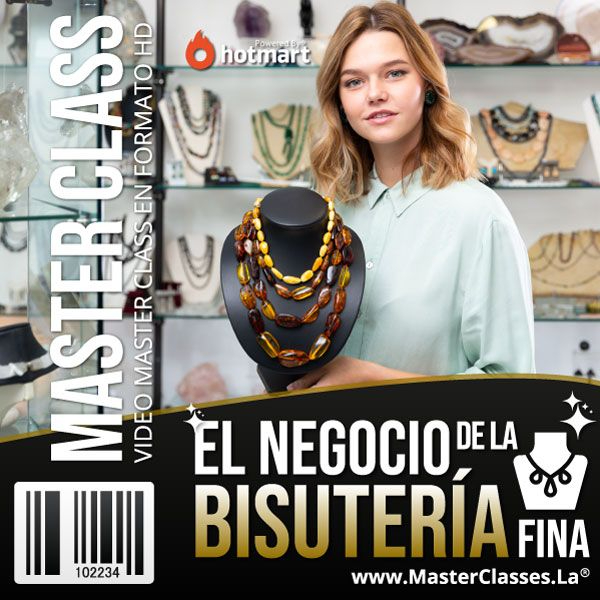 MASTER CLASS
VIDEO MASTER CLASS EN FORMATO HD
Powered By
hotmart
EL NEGOCIO DE LA
BISUTERÍA FINA
102234
www.MasterClasses.La®